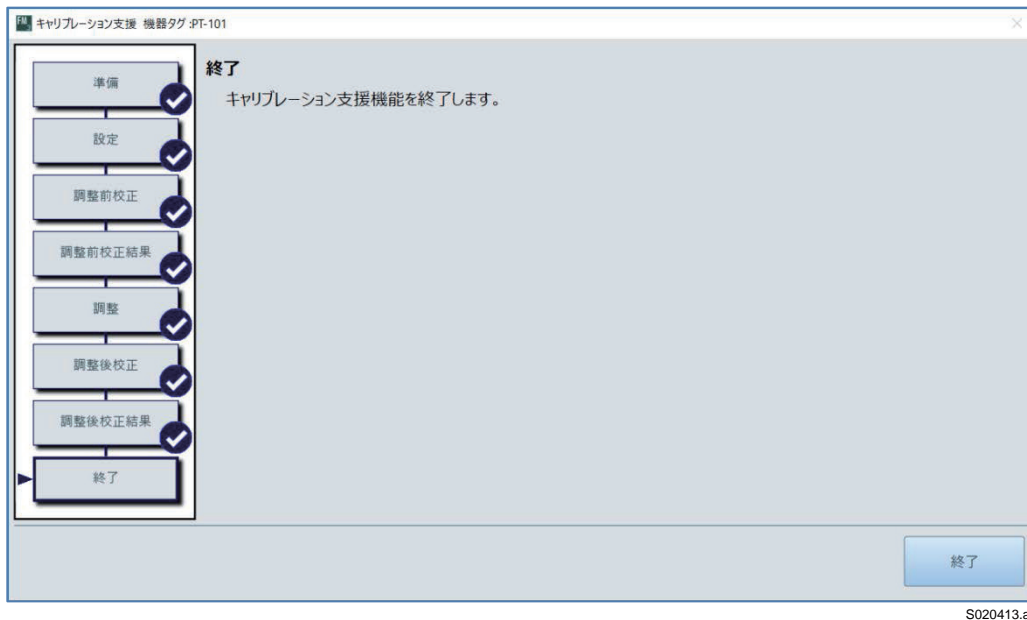 FM キャリブレーション支援 機器タグ:PT-101
準備
設定
調整前校正
調整前校正結果
調整
調整後校正
調整後校正結果
終了
終了
キャリブレーション支援機能を終了します。
終了
S020413.a